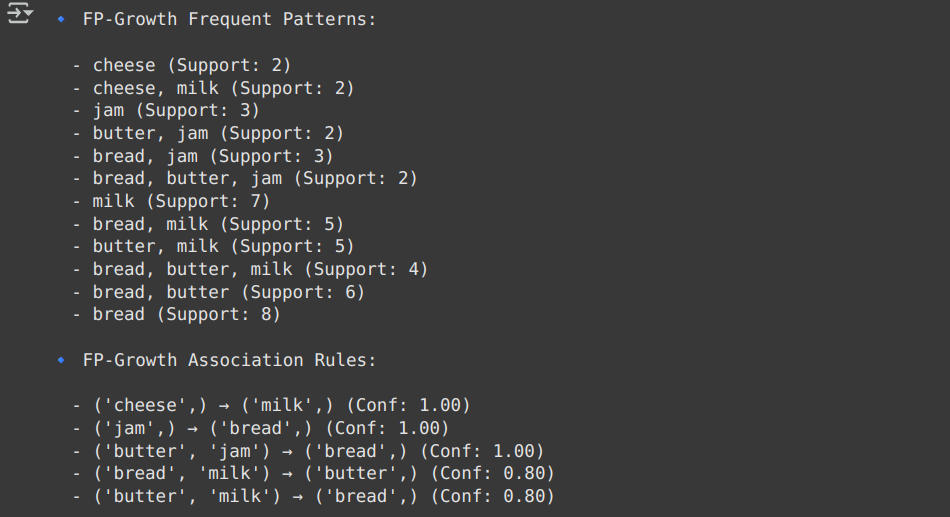 🔹 FP-Growth Frequent Patterns:
- cheese (Support: 2)
- cheese, milk (Support: 2)
- jam (Support: 3)
- butter, jam (Support: 2)
- bread, jam (Support: 3)
- bread, butter, jam (Support: 2)
- milk (Support: 7)
- bread, milk (Support: 5)
- butter, milk (Support: 5)
- bread, butter, milk (Support: 4)
- bread, butter (Support: 6)
- bread (Support: 8)
🔹 FP-Growth Association Rules:
- ('cheese',) → ('milk',) (Conf: 1.00)
- ('jam',) → ('bread',) (Conf: 1.00)
- ('butter', 'jam') → ('bread',) (Conf: 1.00)
- ('bread', 'milk') → ('butter',) (Conf: 0.80)
- ('butter', 'milk') → ('bread',) (Conf: 0.80)